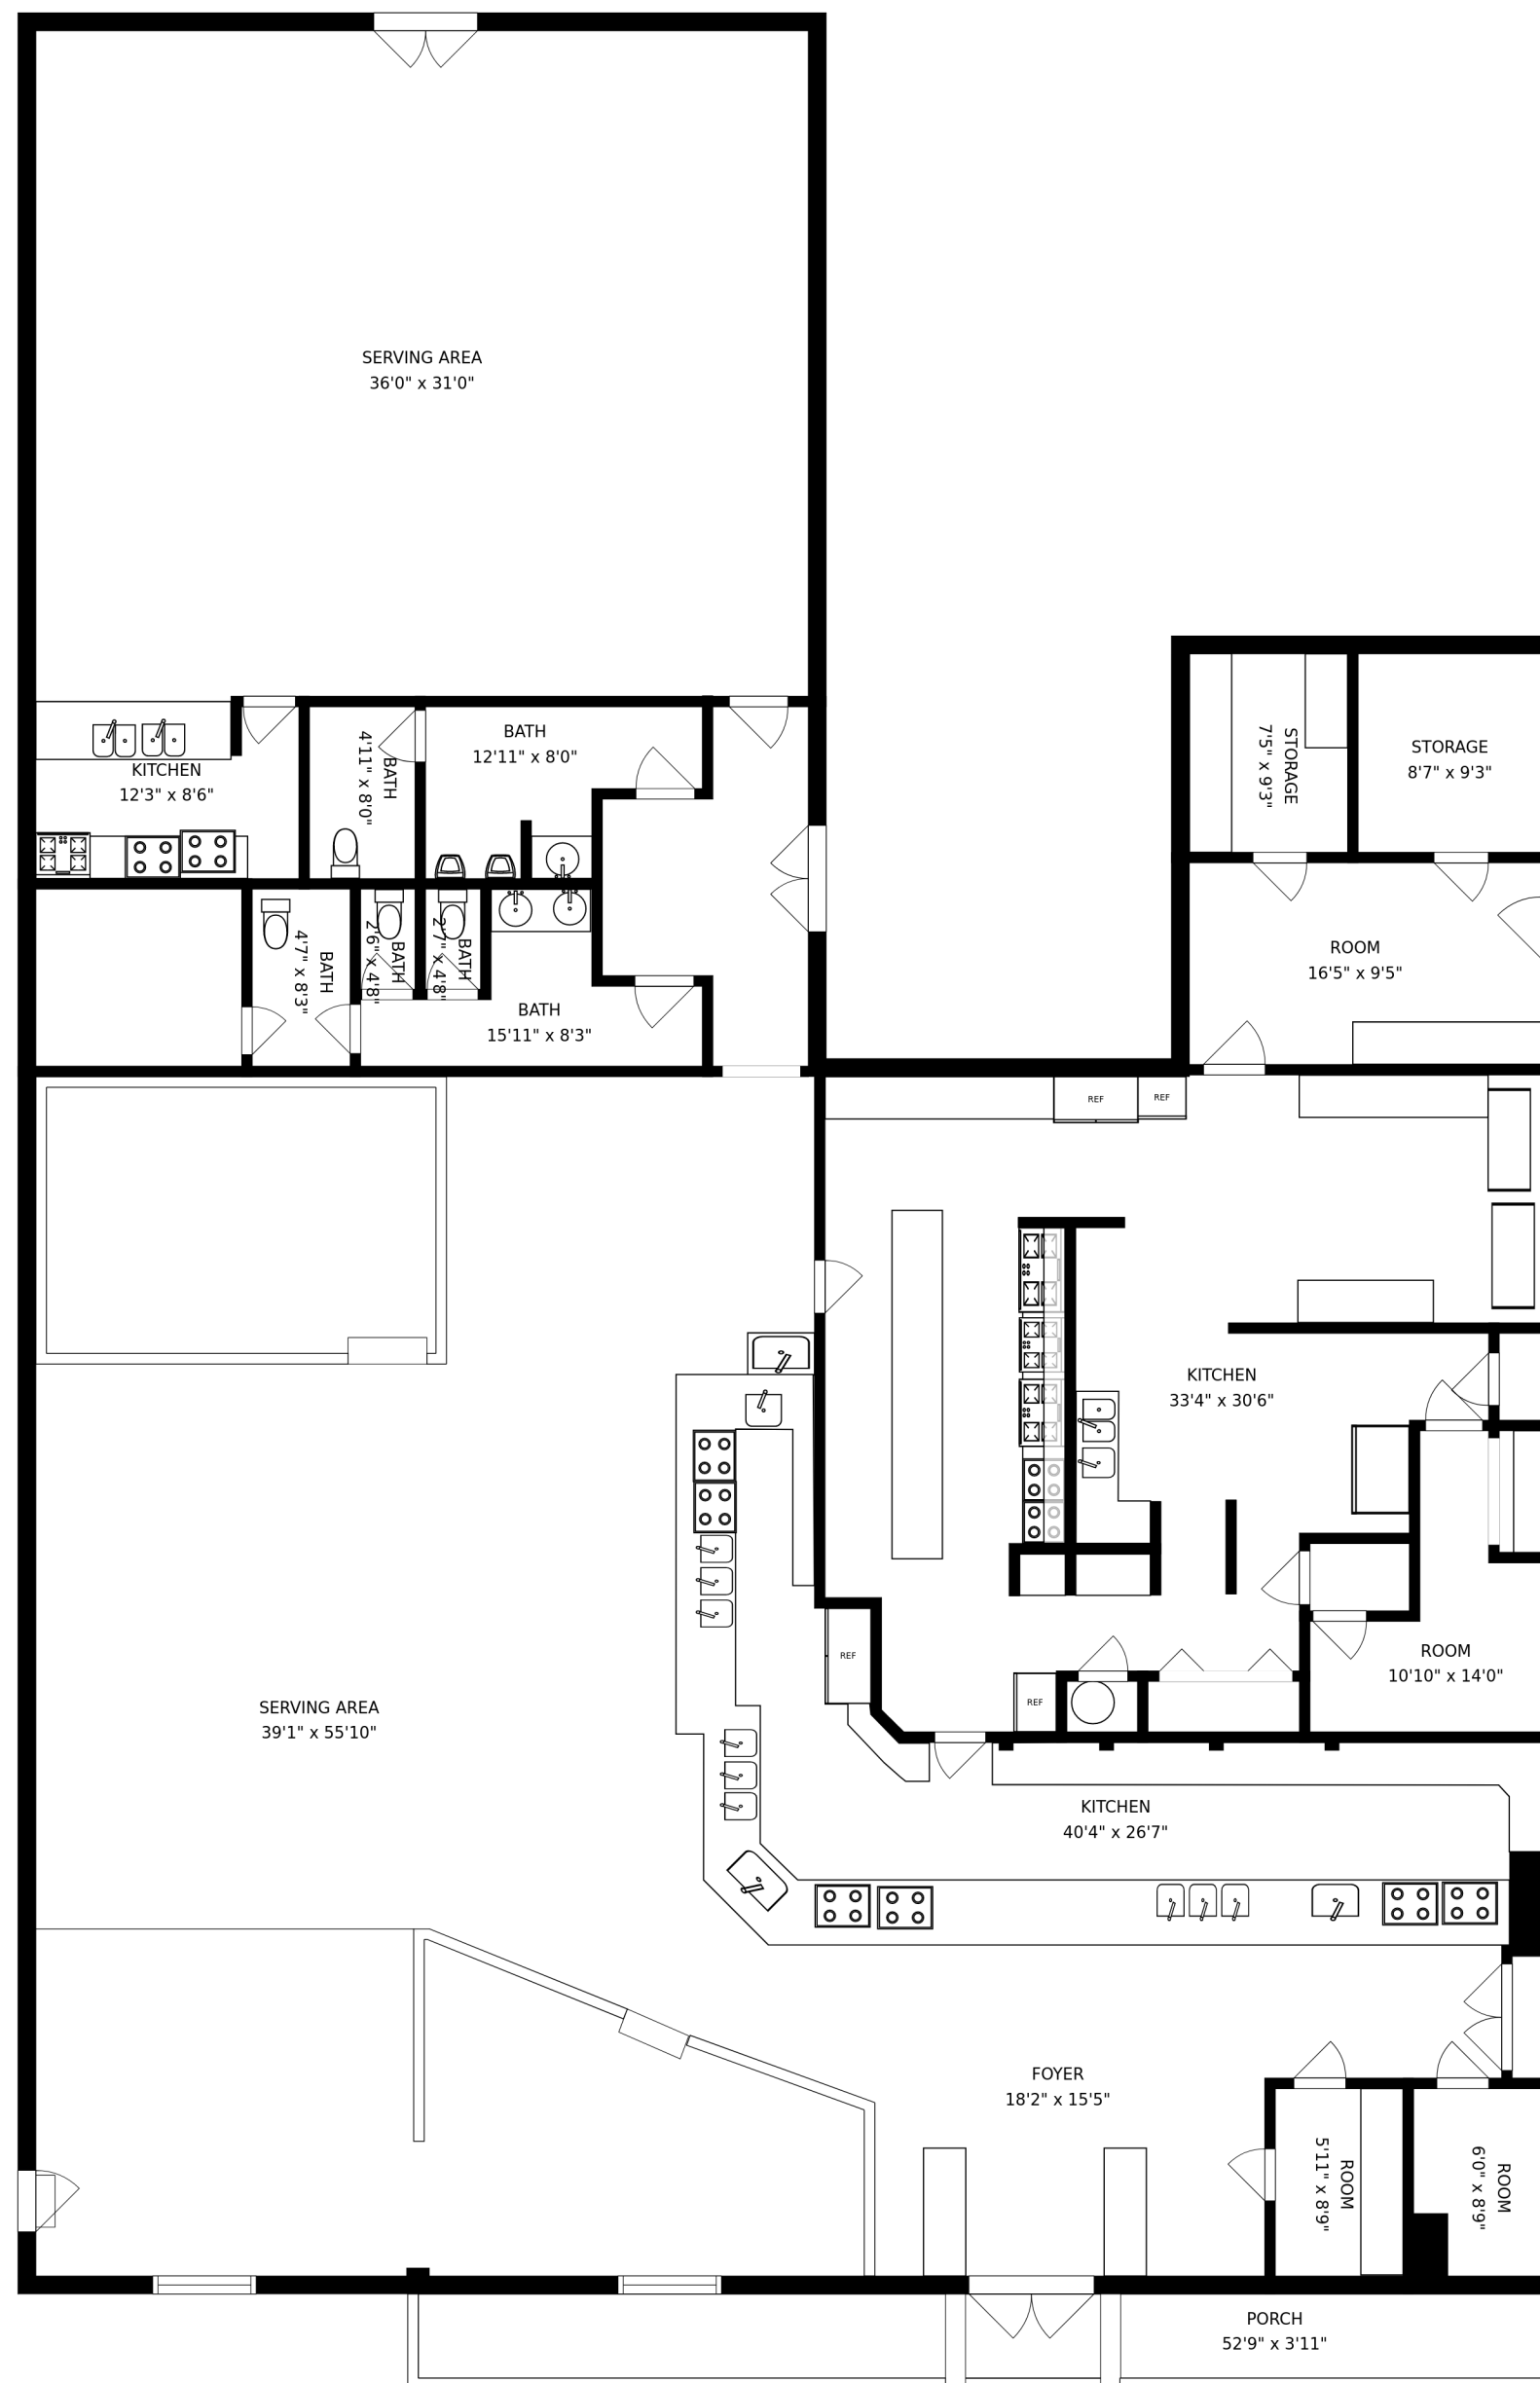 SERVING AREA
36'0" x 31'0"
KITCHEN
12'3" x 8'6"
BATH
4'11" x 8'0"
BATH
12'11" x 8'0"
STORAGE
7'5" x 9'3"
STORAGE
8'7" x 9'3"
BATH
4'7" x 8'3"
BATH
2'6" x 4'8"
BATH
2'7" x 4'8"
BATH
15'11" x 8'3"
ROOM
16'5" x 9'5"
REF
REF
KITCHEN
33'4" x 30'6"
REF
REF
ROOM
10'10" x 14'0"
SERVING AREA
39'1" x 55'10"
KITCHEN
40'4" x 26'7"
FOYER
18'2" x 15'5"
ROOM
5'11" x 8'9"
ROOM
6'0" x 8'9"
PORCH
52'9" x 3'11"